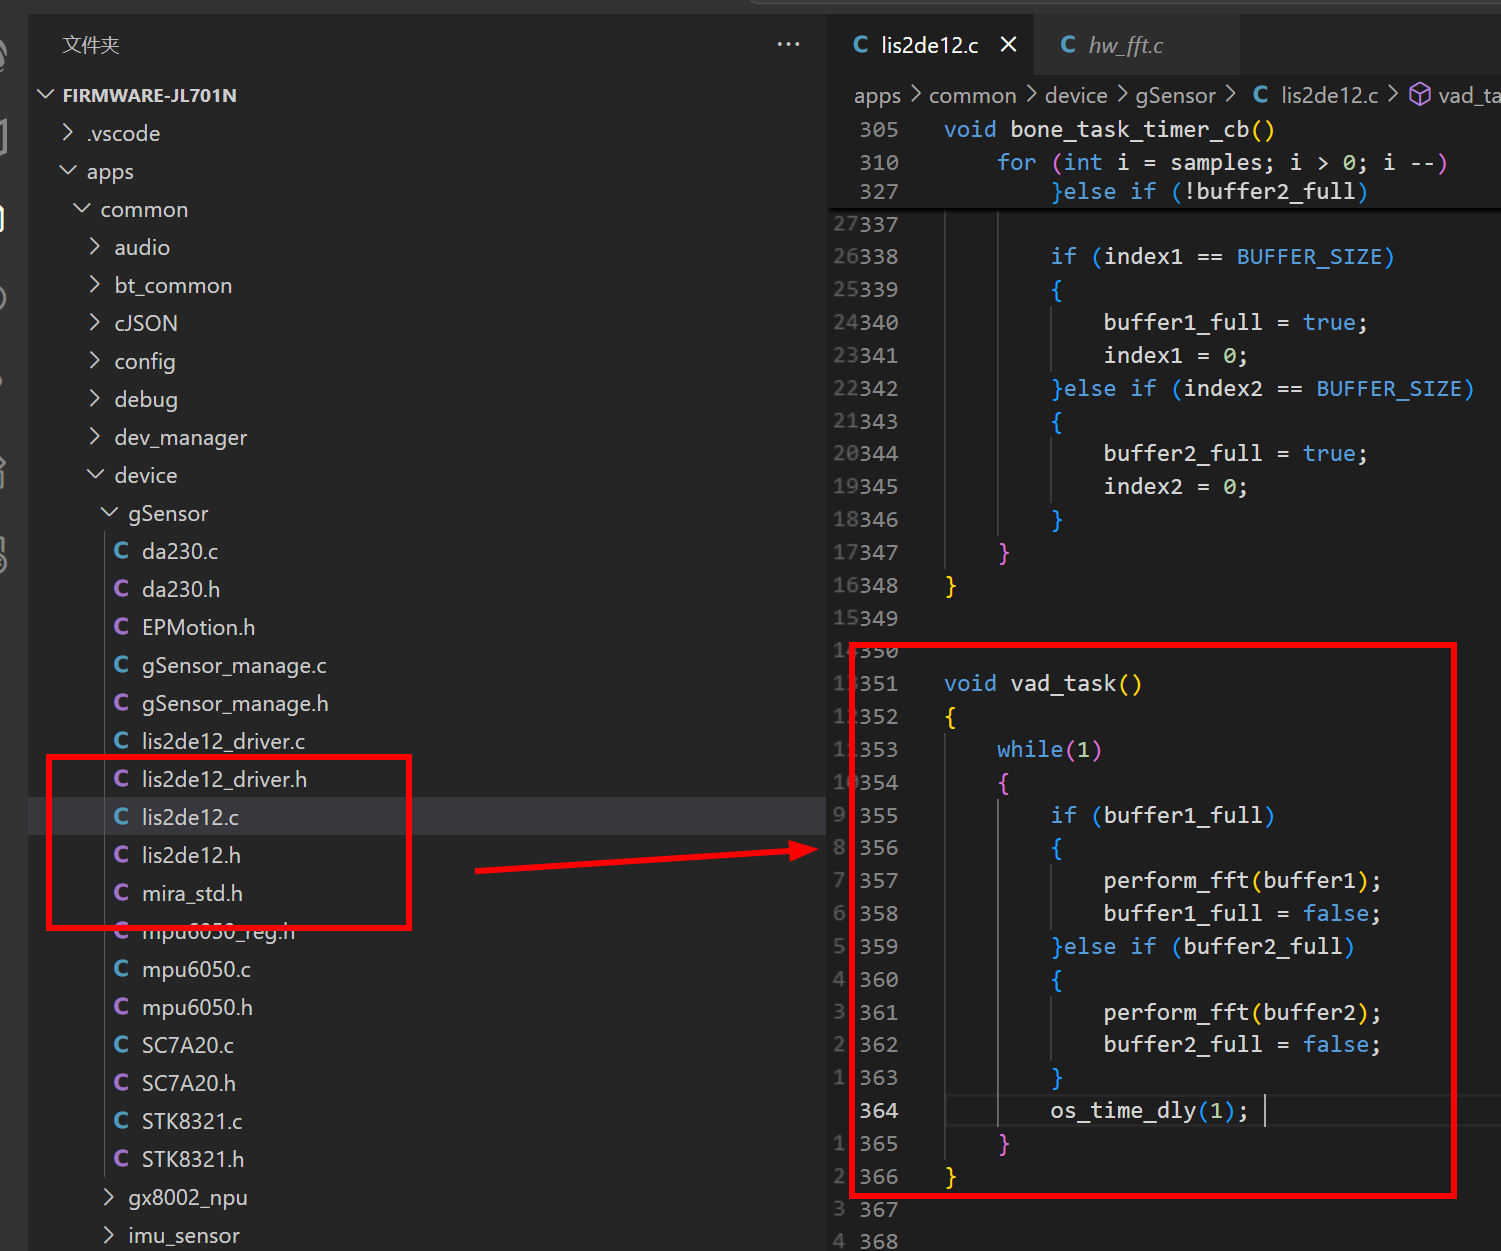 文件夹
FIRMWARE-JL701N
.vscode
apps
common
audio
bt_common
cJSON
config
debug
dev_manager
device
gSensor
C da230.c
C da230.h
C EPMotion.h
C gSensor_manage.c
C gSensor_manage.h
C lis2de12_driver.c
C lis2de12_driver.h
C lis2de12.c
C lis2de12.h
C mira_std.h
C mpu6050_reg.h
C mpu6050.c
C mpu6050.h
C SC7A20.c
C SC7A20.h
C STK8321.c
C STK8321.h
gx8002_npu
imu_sensor
C lis2de12.c C hw_fft.c
apps > common > device > gSensor > C lis2de12.c > vad_ta
305 void bone_task_timer_cb()
310 for (int i = samples; i > 0; i --)
327 }else if (!buffer2_full)
27 337
26 338 if (index1 == BUFFER_SIZE)
25 339 {
24 340 buffer1_full = true;
23 341 index1 = 0;
22 342 }else if (index2 == BUFFER_SIZE)
21 343 {
20 344 buffer2_full = true;
19 345 index2 = 0;
18 346 }
17 347 }
16 348 }
15 349
14 350
13 351 void vad_task()
12 352 {
11 353 while(1)
10 354 {
9 355 if (buffer1_full)
8 356 {
7 357 perform_fft(buffer1);
6 358 buffer1_full = false;
5 359 }else if (buffer2_full)
4 360 {
3 361 perform_fft(buffer2);
2 362 buffer2_full = false;
1 363 }
364 os_time_dly(1);
1 365 }
2 366 }
3 367
4 368